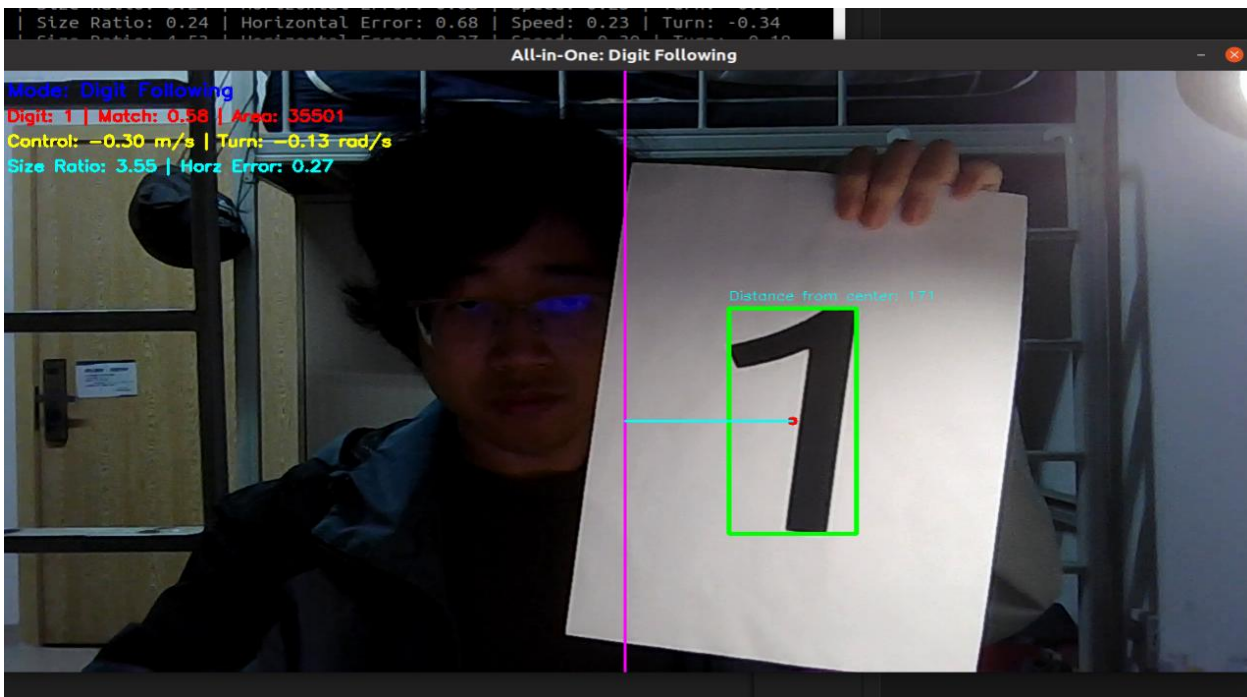 | Size Ratio: 0.24 | Horizontal Error: 0.68 | Speed: 0.23 | Turn: -0.34
All-in-One: Digit Following
Mode: Digit Following
Digit: 1 | Match: 0.58 | Area: 35501
Control: -0.30 m/s | Turn: -0.13 rad/s
Size Ratio: 3.55 | Horz Error: 0.27
Distance from center: 171
1